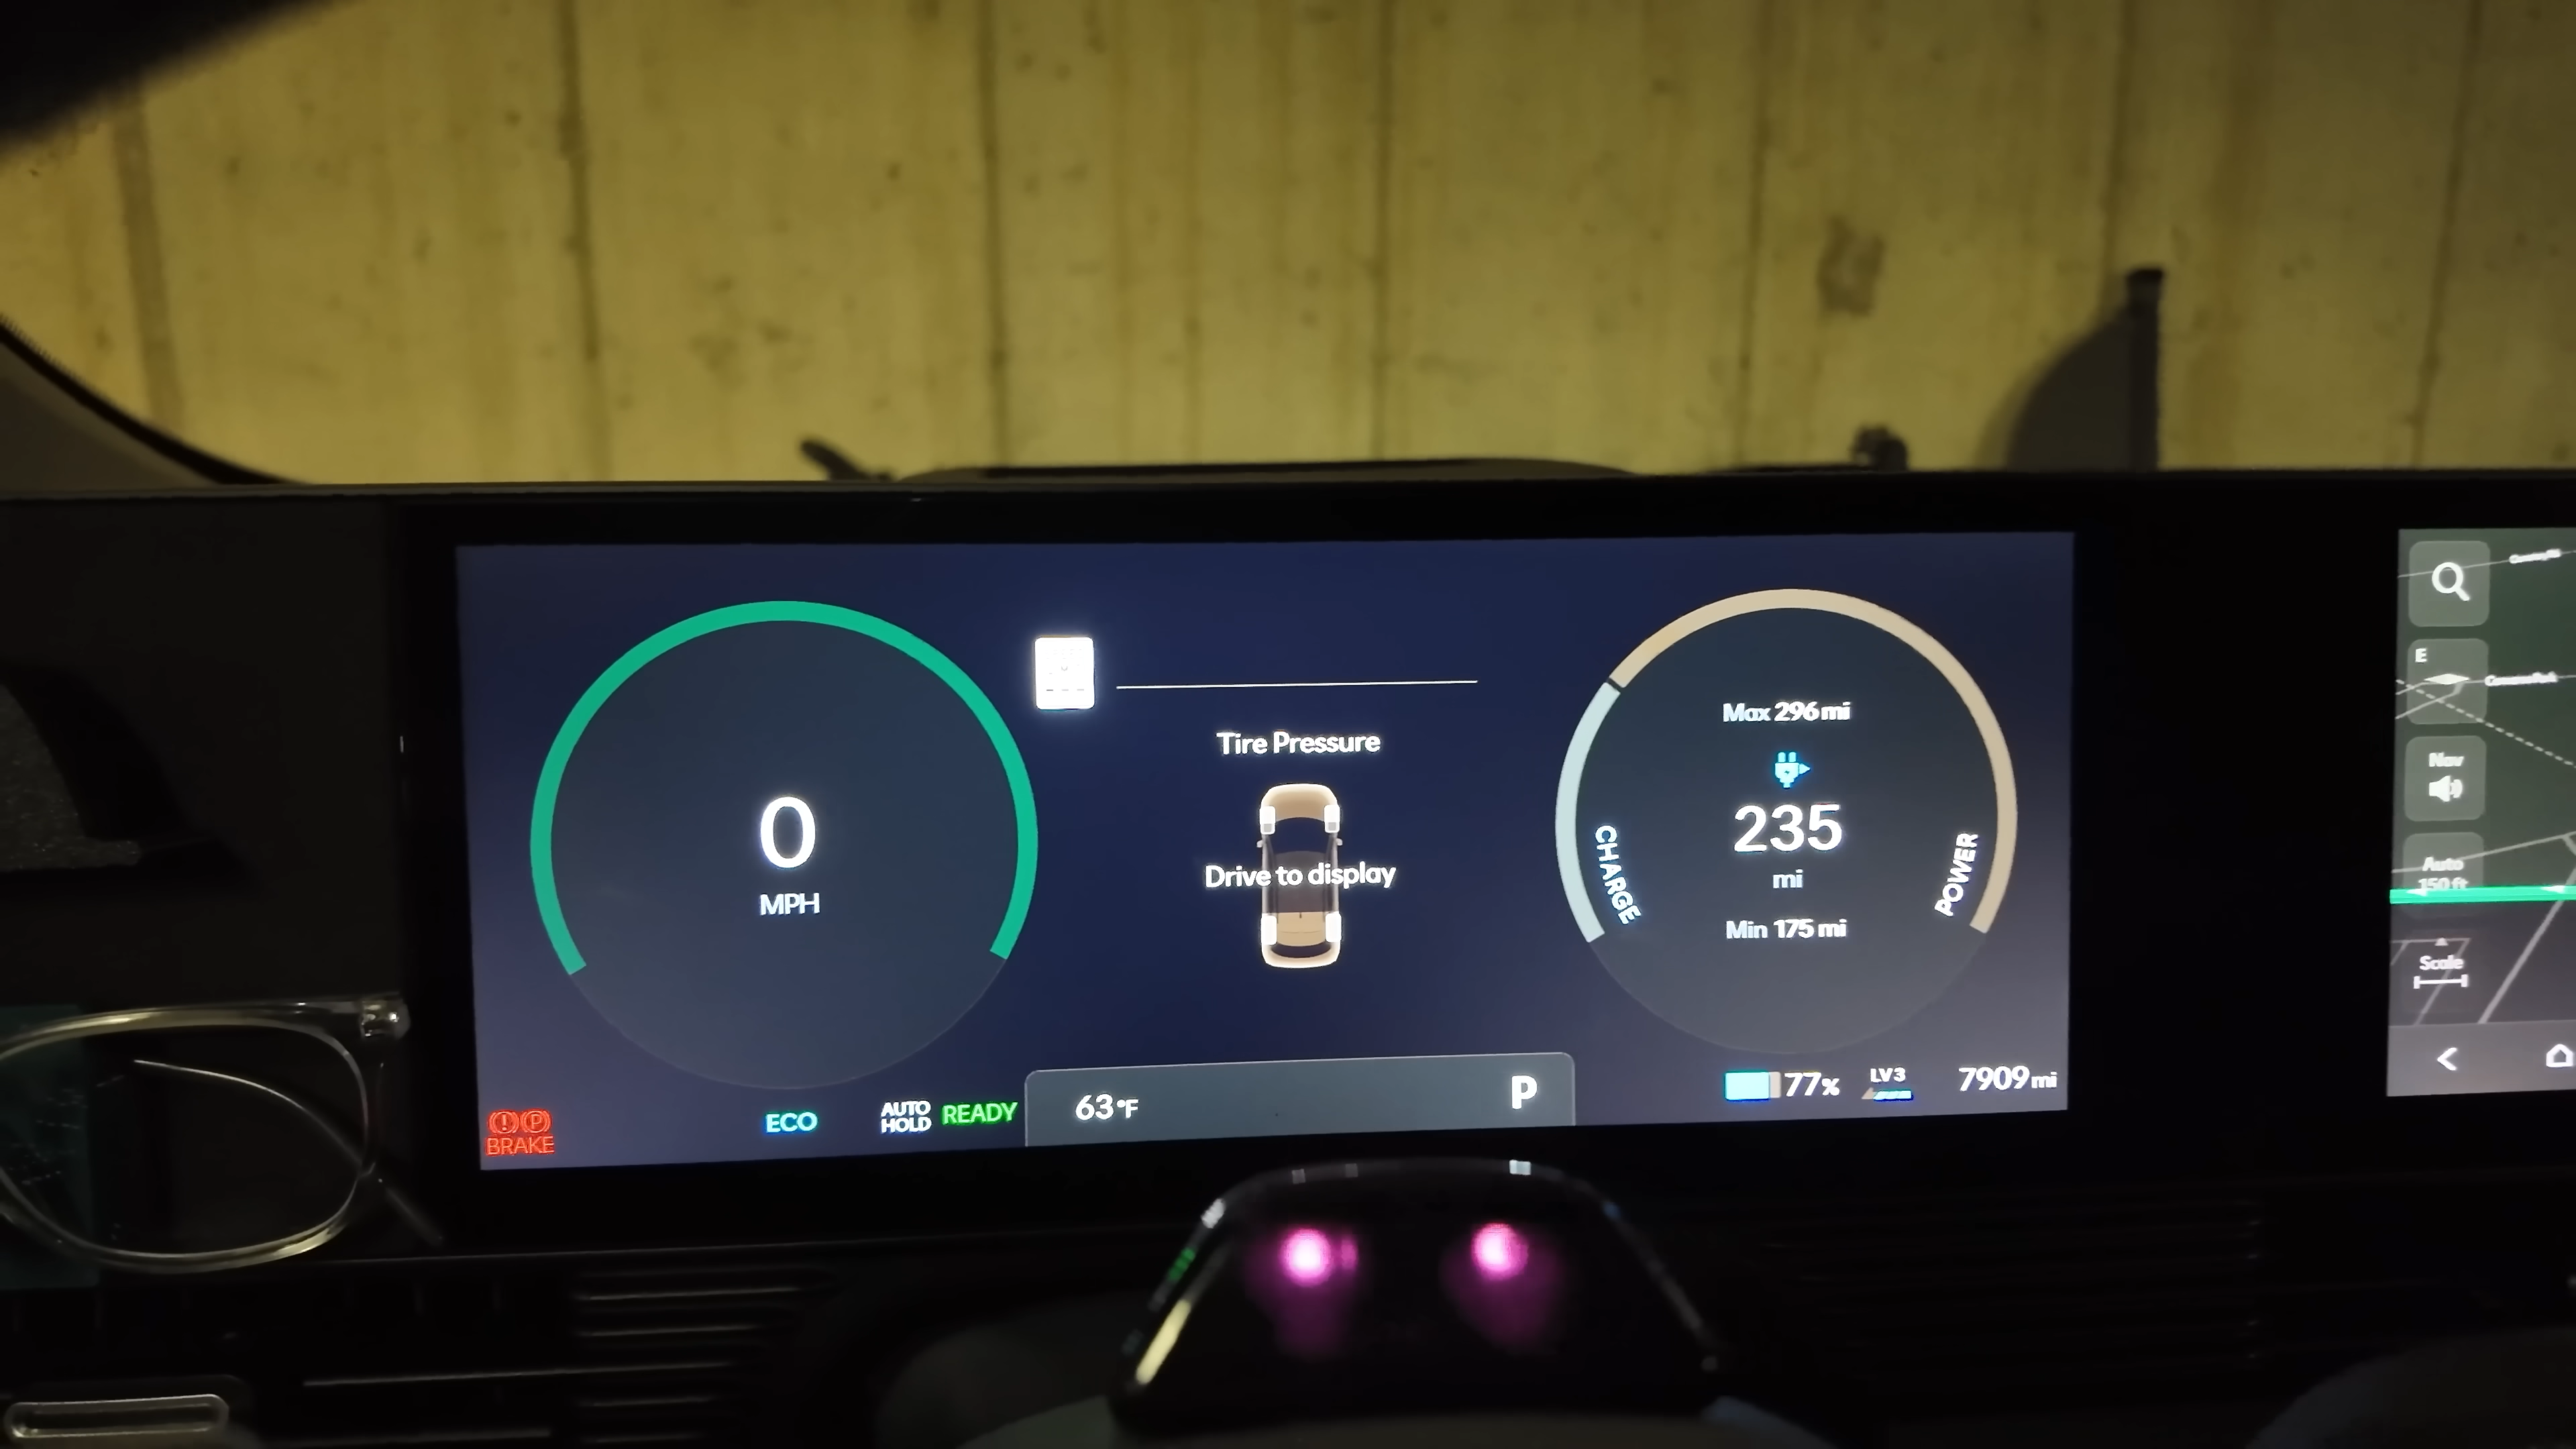 0
MPH
Tire Pressure
Drive to display
Max 296 mi
235
mi
Min 175 mi
CHARGE
POWER
BRAKE
ECO
AUTO
HOLD
READY
63°F
P
77%
LV3
7909 mi
E
Nav
Auto
150 ft
Scale